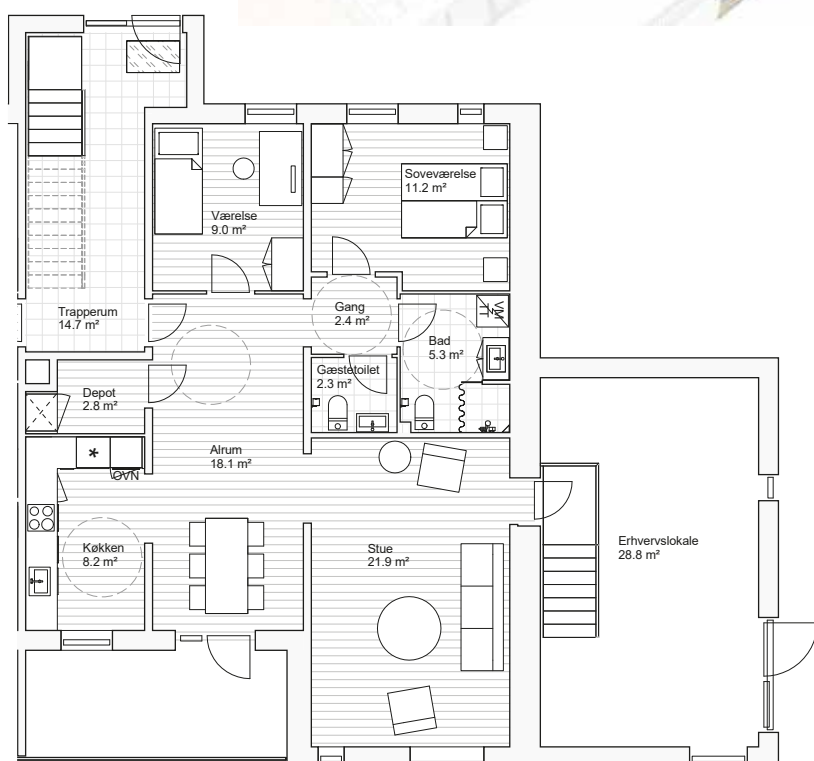 Soveværelse
11.2 m²
Værelse
9.0 m²
Trapperum
14.7 m²
Gang
2.4 m²
VM
TT
Bad
5.3 m²
Gæstetoilet
2.3 m²
Depot
2.8 m²
Alrum
18.1 m²
*
OVN
Køkken
8.2 m²
Stue
21.9 m²
Erhvervslokale
28.8 m²